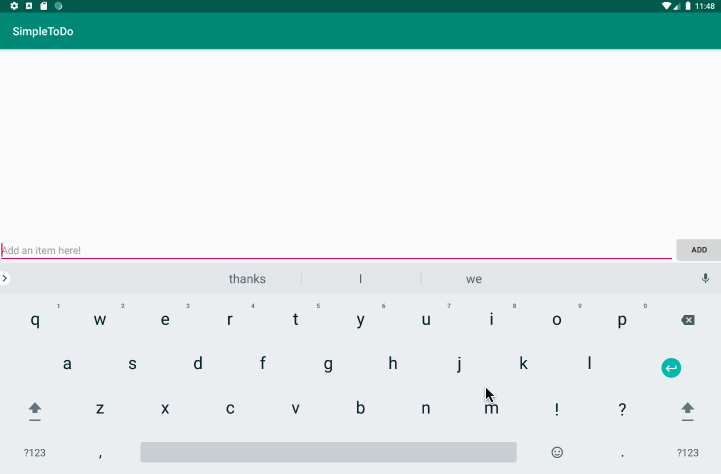 11:48
SimpleToDo
Add an item here!
ADD
thanks I we
1 2 3 4 5 6 7 8 9 0
q w e r t y u i o p
a s d f g h j k l
z x c v b n m ! ?
?123 , . ?123